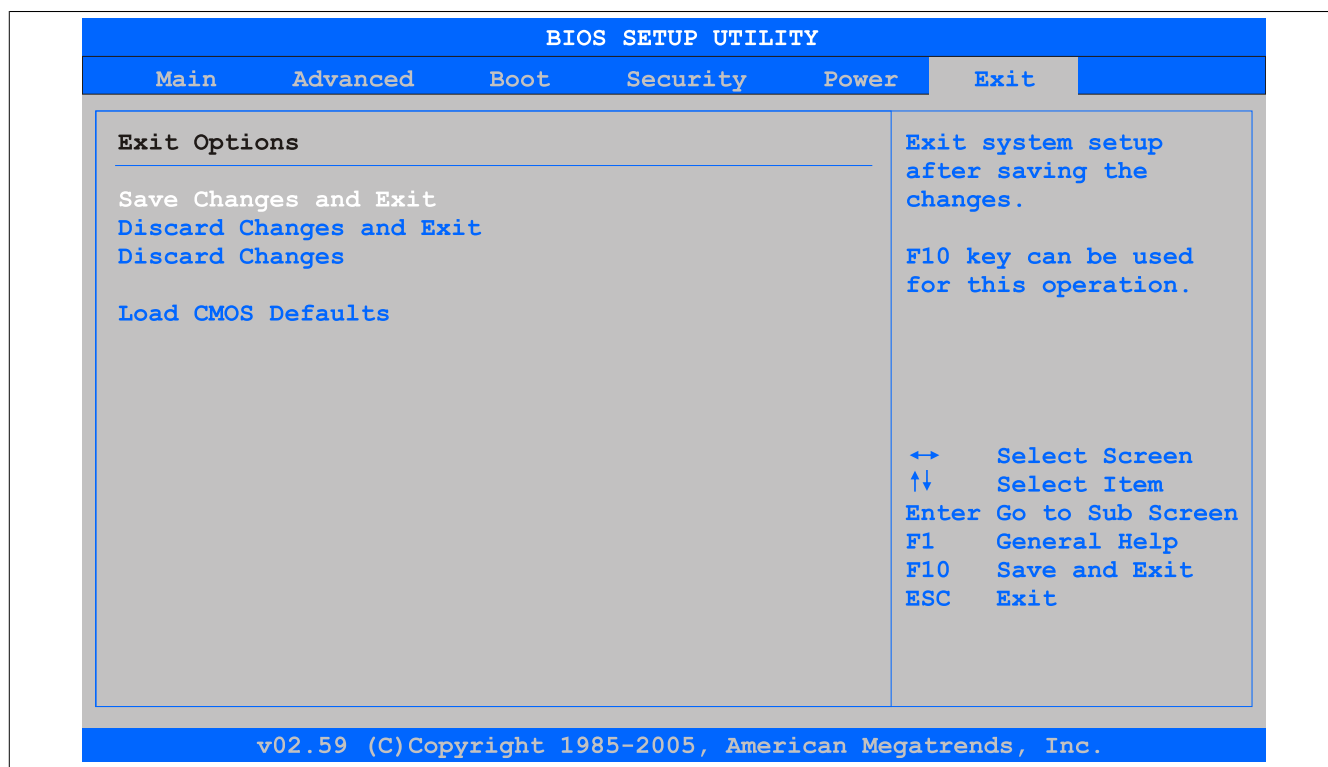 BIOS SETUP UTILITY
Main Advanced Boot Security Power Exit
Exit Options
Save Changes and Exit
Discard Changes and Exit
Discard Changes
Load CMOS Defaults
Exit system setup
after saving the
changes.
F10 key can be used
for this operation.
↔ Select Screen
↑↓ Select Item
Enter Go to Sub Screen
F1 General Help
F10 Save and Exit
ESC Exit
v02.59 (C)Copyright 1985-2005, American Megatrends, Inc.